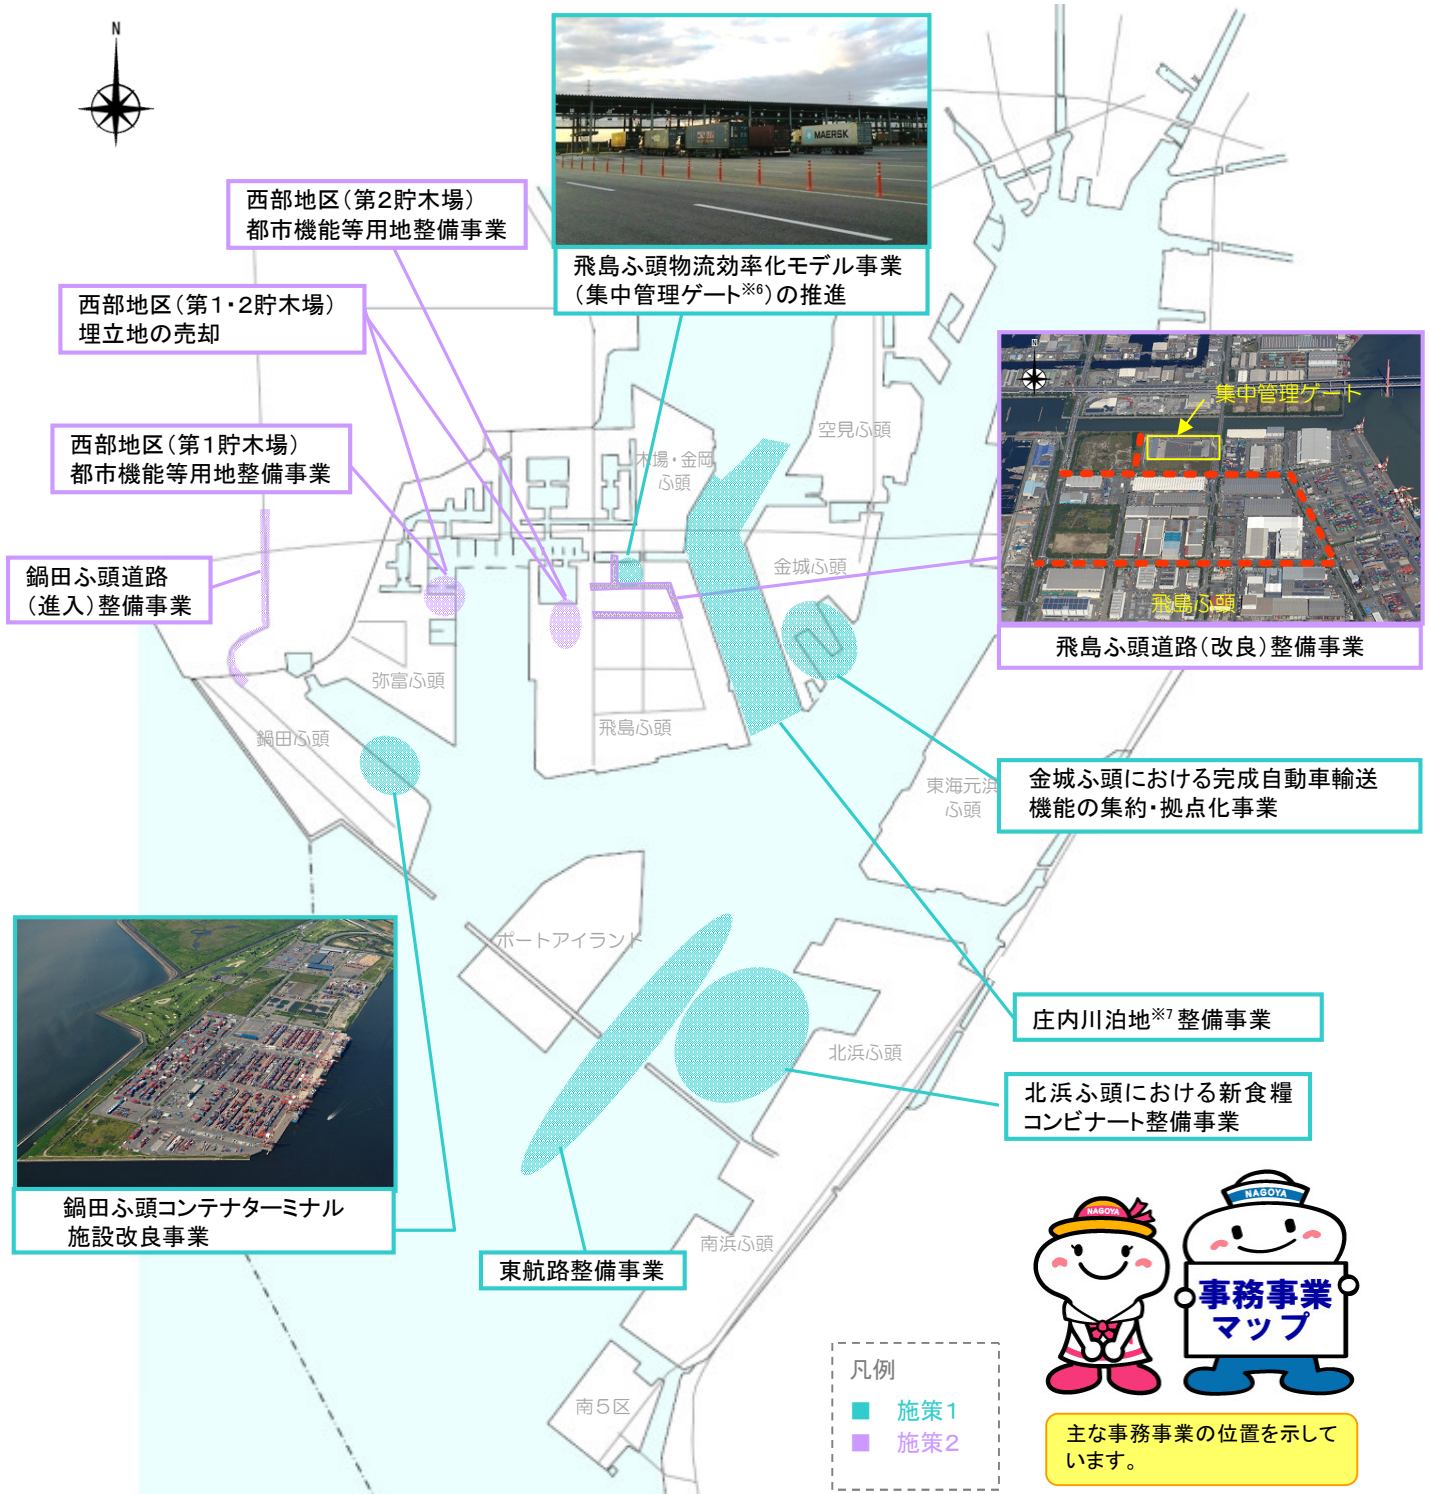 N
MAERSK
飛島ふ頭物流効率化モデル事業
（集中管理ゲート※6）の推進
西部地区（第2貯木場）
都市機能等用地整備事業
西部地区（第1・2貯木場）
埋立地の売却
西部地区（第1貯木場）
都市機能等用地整備事業
鍋田ふ頭道路
（進入）整備事業
N
集中管理ゲート
飛島ふ頭
飛島ふ頭道路（改良）整備事業
空見ふ頭
木場・金岡
ふ頭
金城ふ頭
弥富ふ頭
飛島ふ頭
鍋田ふ頭
東海元浜
ふ頭
金城ふ頭における完成自動車輸送
機能の集約・拠点化事業
ポートアイランド
庄内川泊地※7整備事業
北浜ふ頭
北浜ふ頭における新食糧
コンビナート整備事業
鍋田ふ頭コンテナターミナル
施設改良事業
南浜ふ頭
東航路整備事業
南5区
凡例
施策1
施策2
NAGOYA
NAGOYA
事務事業
マップ
主な事務事業の位置を示して
います。